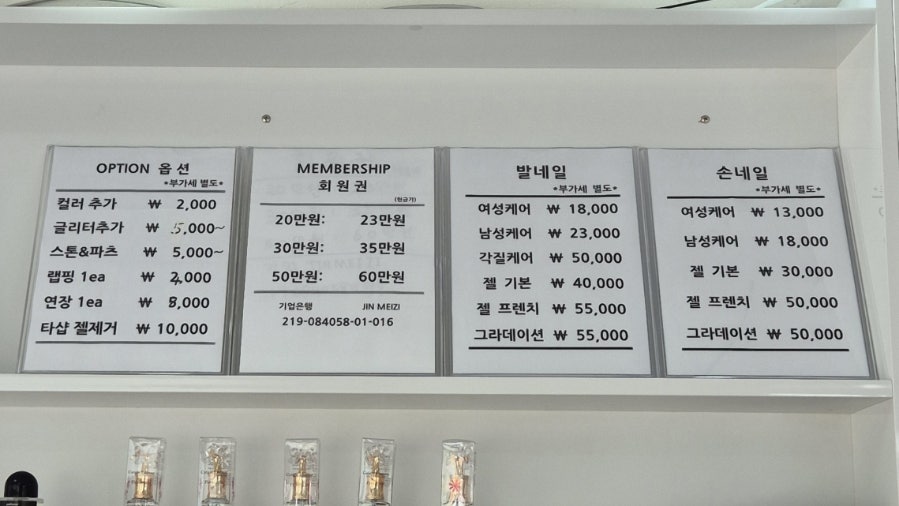 OPTION 옵션
*부가세 별도*
컬러 추가 ₩ 2,000
글리터추가 ₩ 5,000~
스톤&파츠 ₩ 5,000~
랩핑 1ea ₩ ,000
연장 1ea ₩ 8,000
타샵 젤제거 ₩ 10,000
MEMBERSHIP
회원권
(현금가)
20만원: 23만원
30만원: 35만원
50만원: 60만원
기업은행 JIN MEIZI
219-084058-01-016
발네일
*부가세 별도*
여성케어 ₩ 18,000
남성케어 ₩ 23,000
각질케어 ₩ 50,000
젤 기본 ₩ 40,000
젤 프렌치 ₩ 55,000
그라데이션 ₩ 55,000
손네일
*부가세 별도*
여성케어 ₩ 13,000
남성케어 ₩ 18,000
젤 기본 ₩ 30,000
젤 프렌치 ₩ 50,000
그라데이션 ₩ 50,000